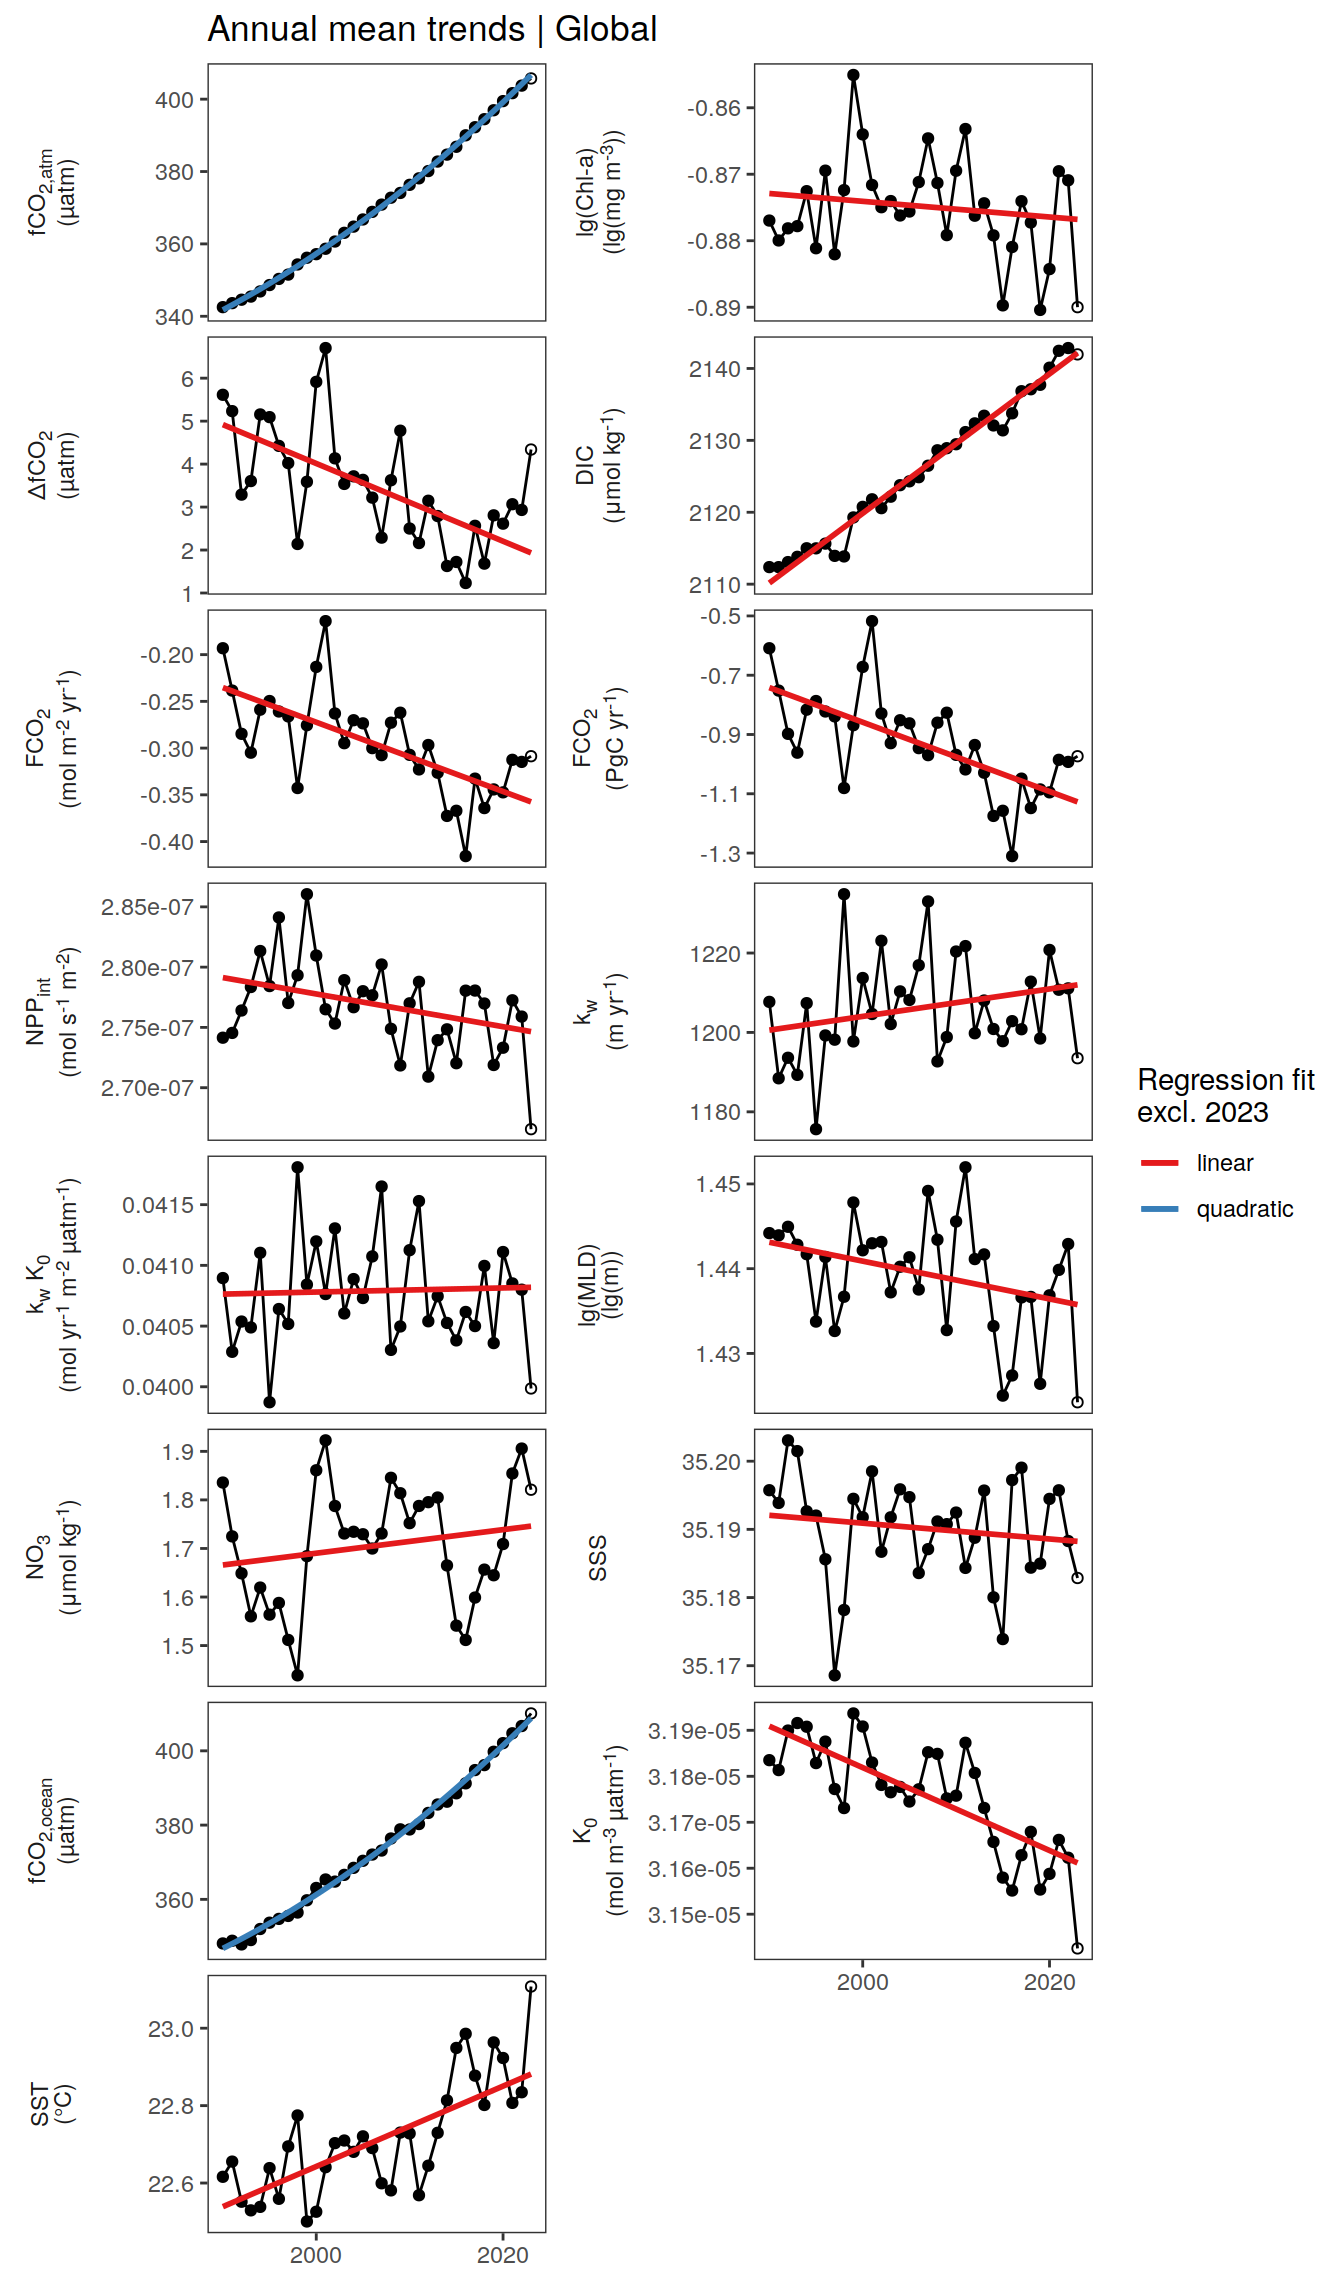 Annual mean trends | Global
fCO2,atm
(µatm)
400
380
360
340
lg(Chl-a)
(lg(mg m-3))
-0.86
-0.87
-0.88
-0.89
ΔfCO2
(µatm)
6
5
4
3
2
1
DIC
(µmol kg-1)
2140
2130
2120
2110
FCO2
(mol m-2 yr-1)
-0.20
-0.25
-0.30
-0.35
-0.40
FCO2
(PgC yr-1)
-0.5
-0.7
-0.9
-1.1
-1.3
NPPint
(mol s-1 m-2)
2.85e-07
2.80e-07
2.75e-07
2.70e-07
kw
(m yr-1)
1220
1200
1180
Regression fit
excl. 2023
linear
quadratic
kw K0
(mol yr-1 m-2 µatm-1)
0.0415
0.0410
0.0405
0.0400
lg(MLD)
(lg(m))
1.45
1.44
1.43
NO3
(µmol kg-1)
1.9
1.8
1.7
1.6
1.5
SSS
35.20
35.19
35.18
35.17
fCO2,ocean
(µatm)
400
380
360
K0
(mol m-3 µatm-1)
3.19e-05
3.18e-05
3.17e-05
3.16e-05
3.15e-05
2000 2020
SST
(°C)
23.0
22.8
22.6
2000 2020